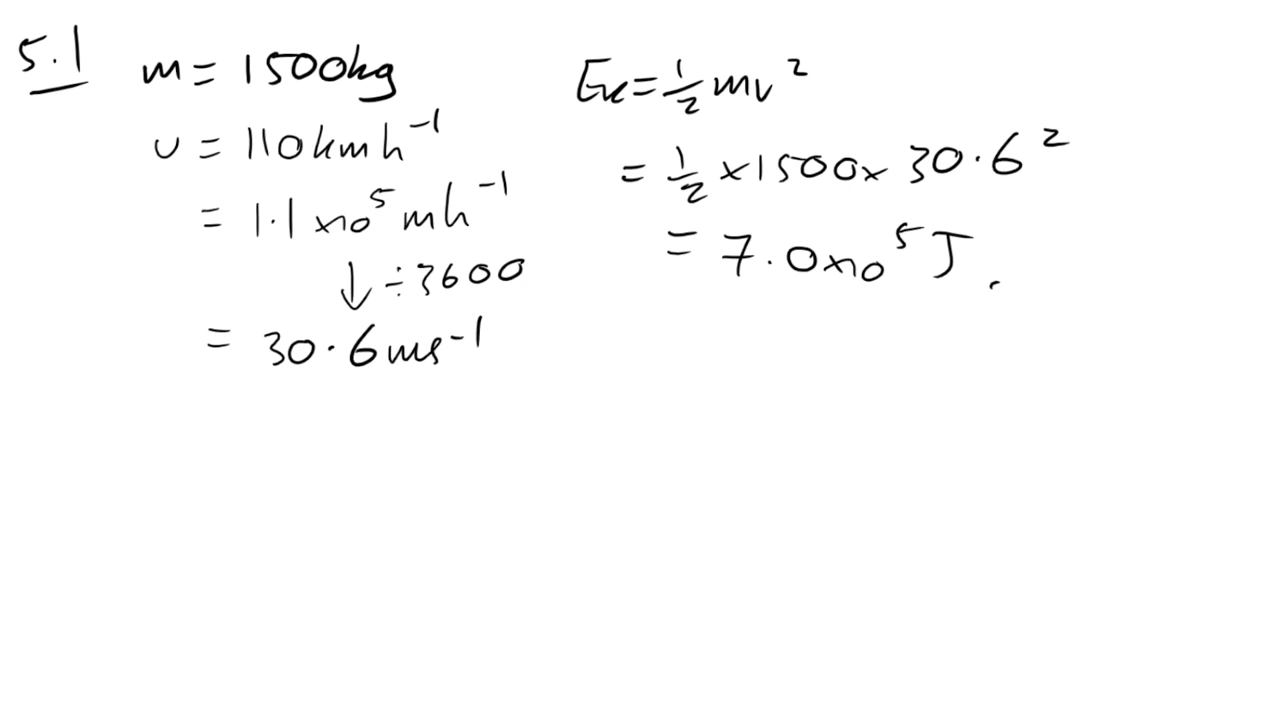 5.1
m = 1500kg
u = 110kmh⁻¹
= 1.1×10⁵ mh⁻¹
↓ ÷3600
= 30.6ms⁻¹
Ek = ½mv²
= ½ × 1500 × 30.6²
= 7.0×10⁵ J.